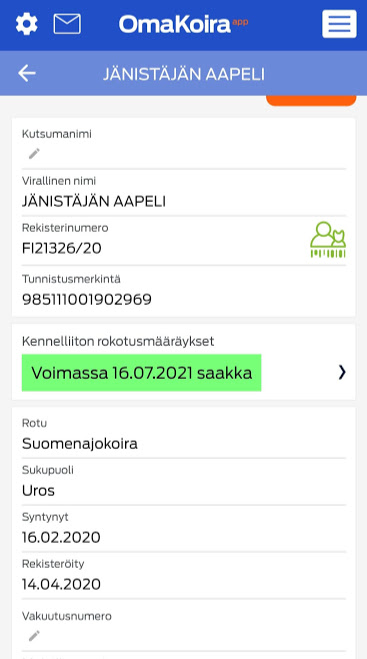 OmaKoira app
JÄNISTÄJÄN AAPELI
Kutsumanimi
Virallinen nimi
JÄNISTÄJÄN AAPELI
Rekisterinumero
FI21326/20
Tunnistusmerkintä
985111001902969
Kennelliiton rokotusmääräykset
Voimassa 16.07.2021 saakka
Rotu
Suomenajokoira
Sukupuoli
Uros
Syntynyt
16.02.2020
Rekisteröity
14.04.2020
Vakuutusnumero